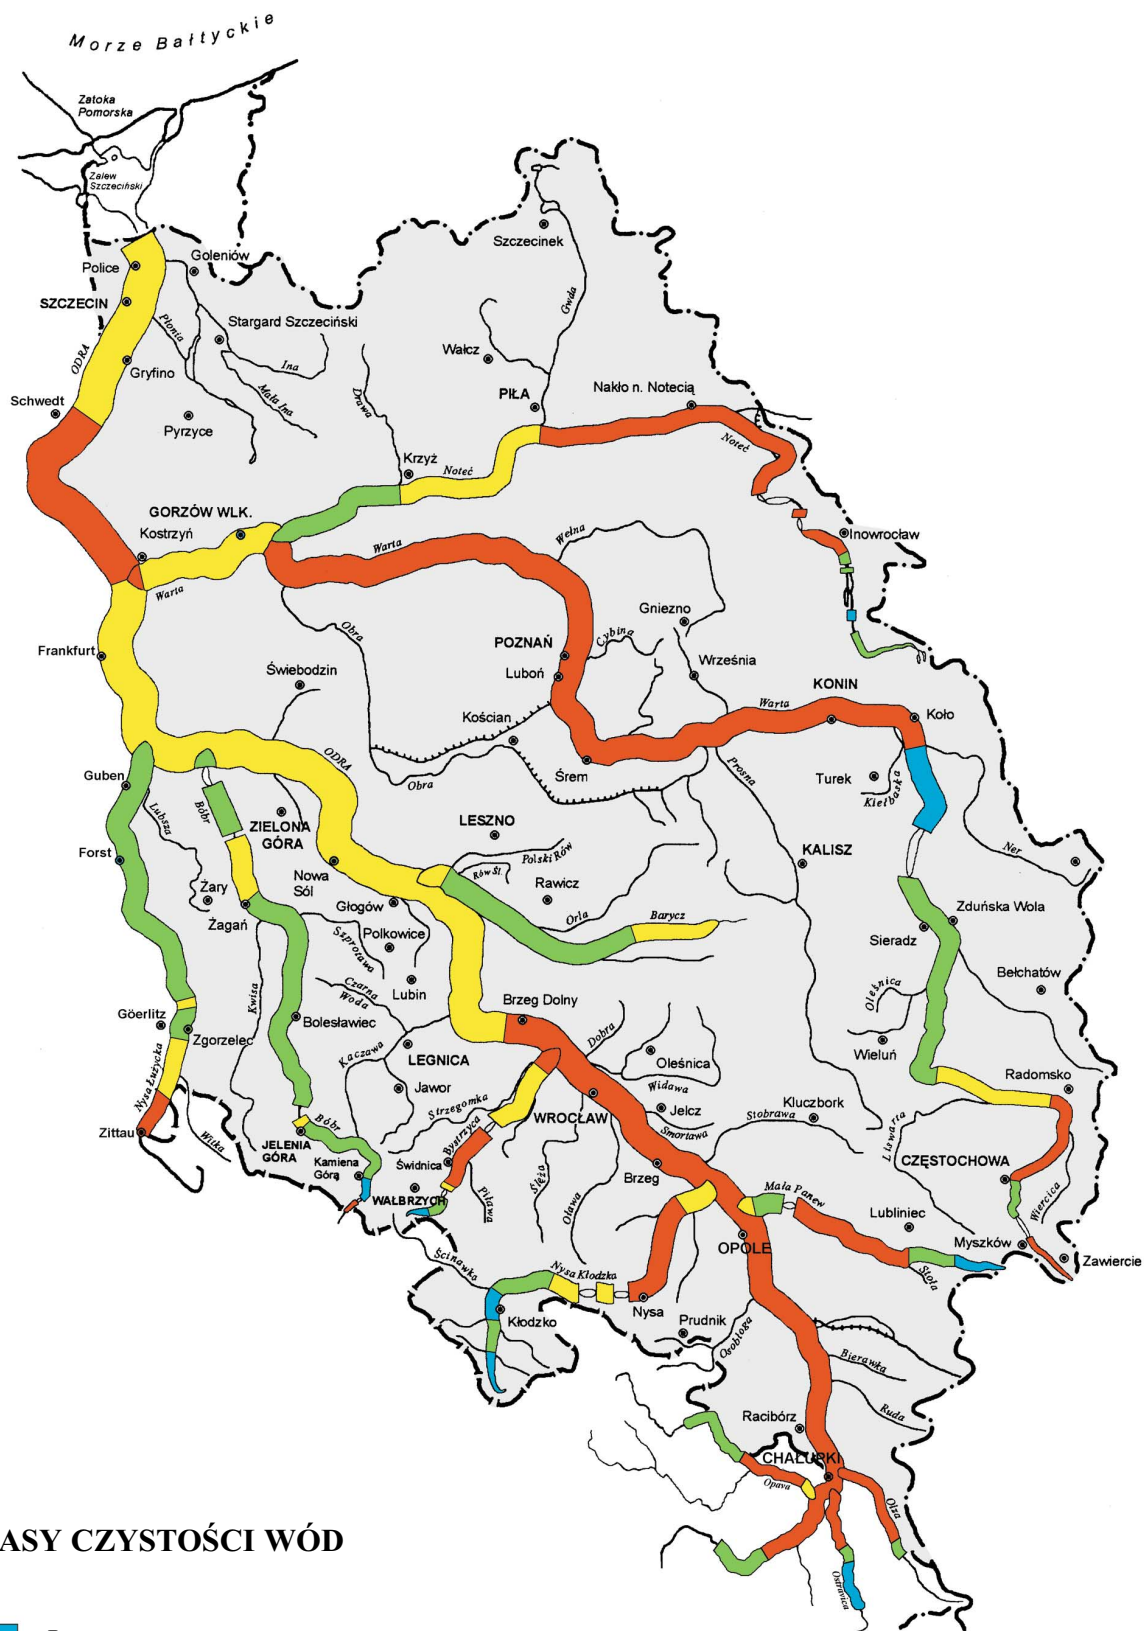 Morze Bałtyckie
Zatoka
Pomorska
Zalew
Szczeciński
Szczecinek
Police
Goleniów
SZCZECIN
Płonia
Stargard Szczeciński
Gwda
ODRA
Gryfino
Ina
Wałcz
Mała Ina
Drawa
Schwedt
Pyrzyce
PIŁA
Nakło n. Notecią
Noteć
Krzyż
Noteć
GORZÓW WLK.
Kostrzyń
Inowrocław
Warta
Warta
Wełna
Gniezno
Obra
Cybina
Frankfurt
POZNAŃ
Luboń
Września
Świebodzin
KONIN
Warta
Koło
Kościan
ODRA
Śrem
Prosna
Guben
Obra
Turek
Kiełbaska
Lubsza
Bóbr
ZIELONA
GÓRA
LESZNO
Ner
Forst
Polski Rów
Rów Śl.
KALISZ
Nowa
Sól
Żary
Rawicz
Głogów
Żagań
Orla
Barycz
Zduńska Wola
Sieradz
Szprotawa
Polkowice
Bełchatów
Czarna
Woda
Lubin
Oleśnica
Kwisa
Brzeg Dolny
Göerlitz
Zgorzelec
Bolesławiec
Dobra
Wieluń
Kaczawa
LEGNICA
Oleśnica
Radomsko
Nysa Łużycka
Jawor
Widawa
Strzegomka
Jelcz
Kluczbork
Stobrawa
WROCŁAW
Smortawa
Liswarta
Zittau
Witka
Bóbr
JELENIA
GÓRA
Bystrzyca
Kamiena
Góra
Świdnica
Ślęża
Brzeg
CZĘSTOCHOWA
WAŁBRZYCH
Piława
Oława
Mała Panew
Wiercica
Lubliniec
OPOLE
Myszków
Zawiercie
Ścinawka
Nysa Kłodzka
Stoła
Kłodzko
Nysa
Prudnik
Osobłoga
Bierawka
Ruda
Racibórz
CHAŁUPKI
Opava
Olza
ASY CZYSTOŚCI WÓD
Ostravica